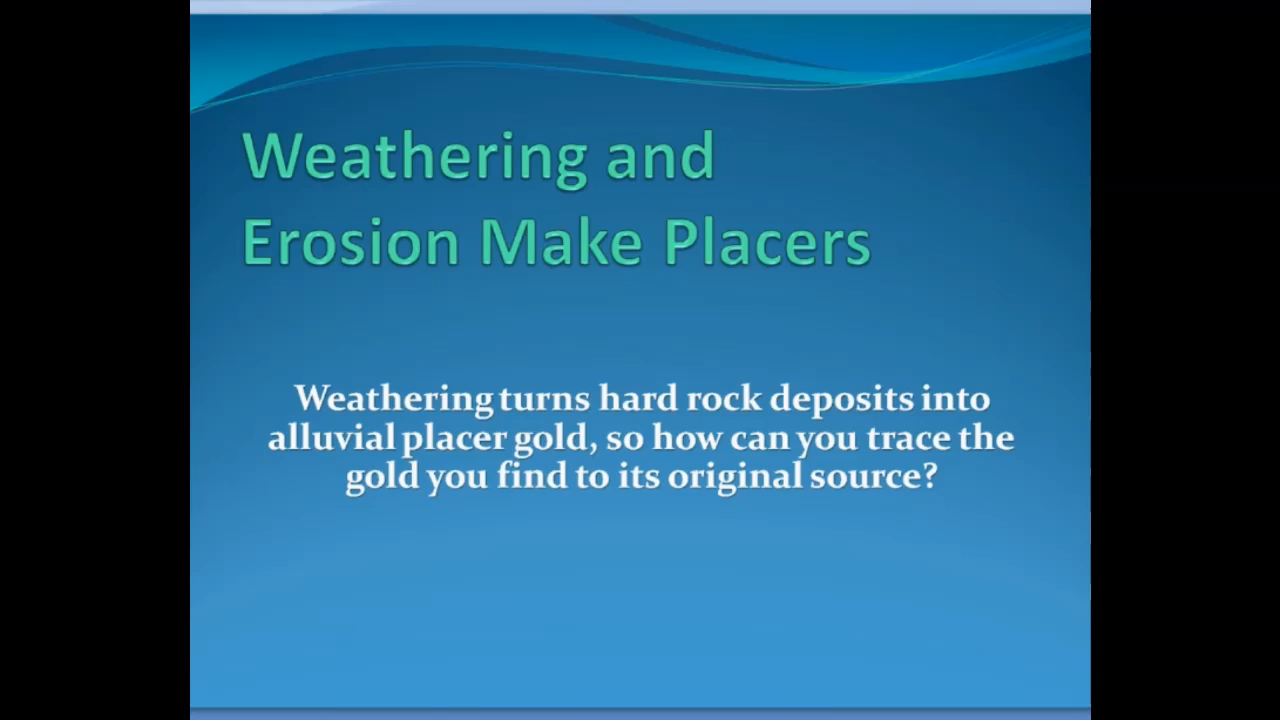 Weathering and
Erosion Make Placers
Weathering turns hard rock deposits into
alluvial placer gold, so how can you trace the
gold you find to its original source?